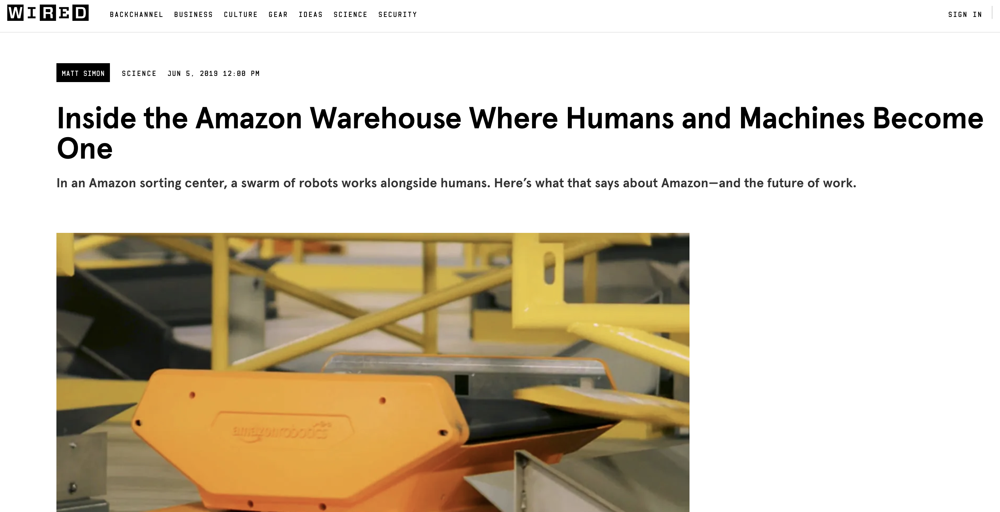 WIRED
BACKCHANNEL BUSINESS CULTURE GEAR IDEAS SCIENCE SECURITY
SIGN IN
MATT SIMON SCIENCE JUN 5, 2019 12:00 PM
Inside the Amazon Warehouse Where Humans and Machines Become
One
In an Amazon sorting center, a swarm of robots works alongside humans. Here’s what that says about Amazon—and the future of work.
amazonrobotics